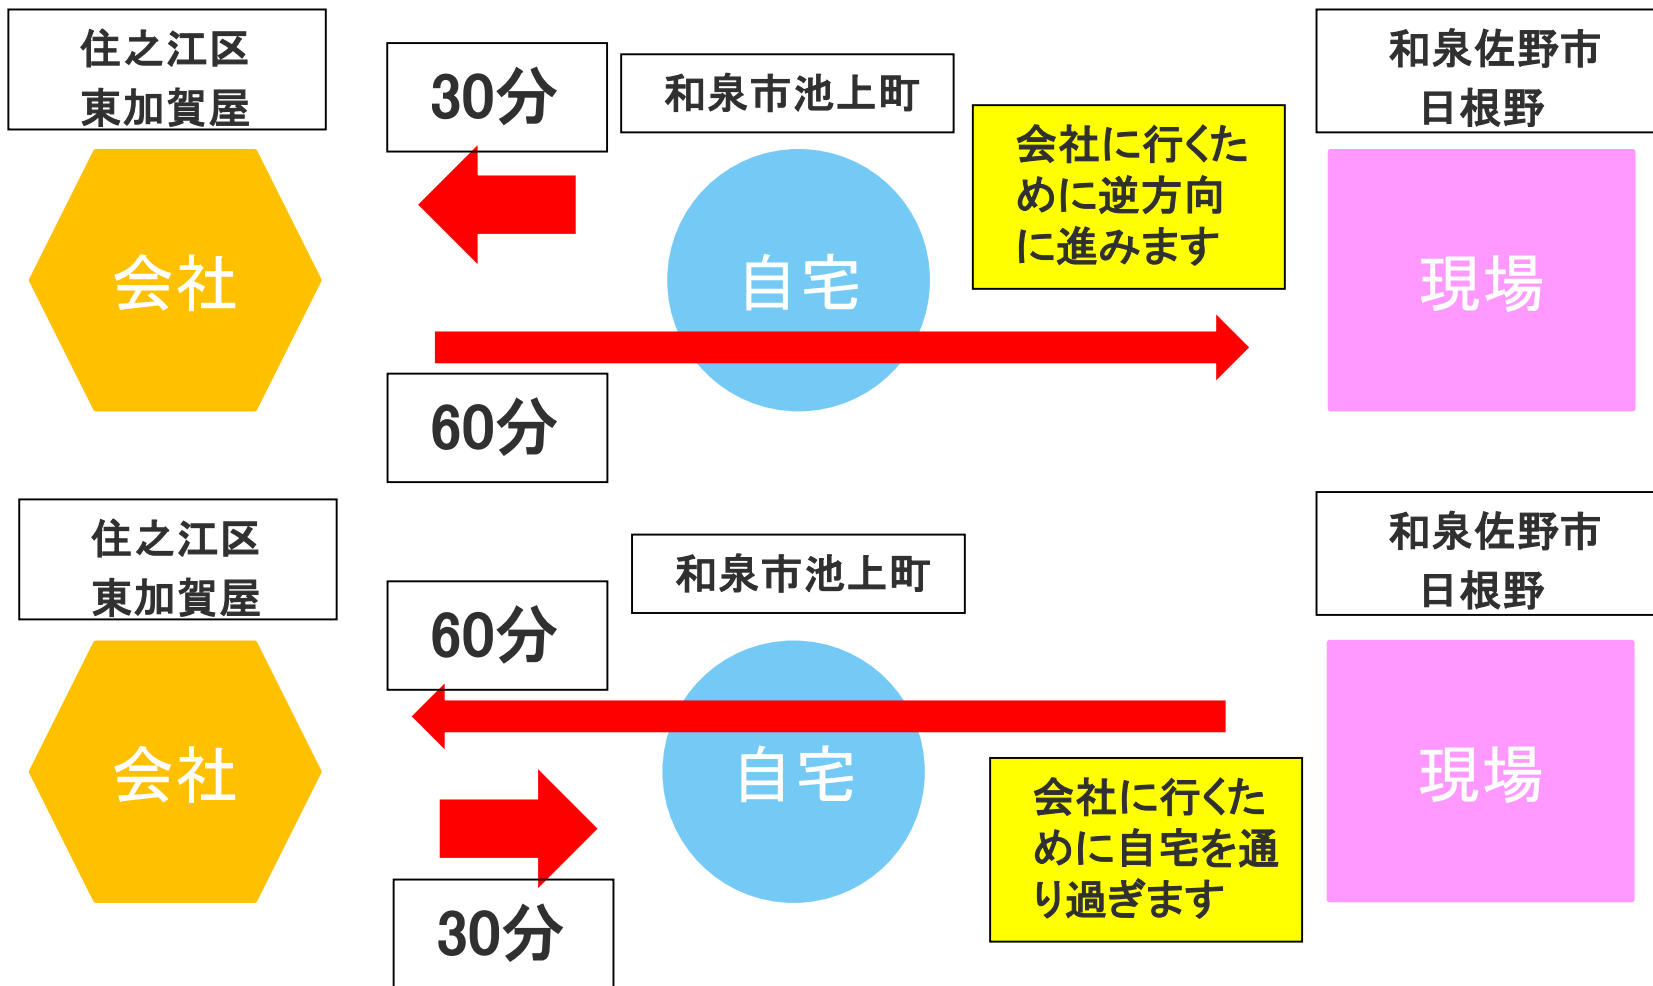 住之江区
東加賀屋
30分
和泉市池上町
和泉佐野市
日根野
会社に行くた
めに逆方向
に進みます
会社
自宅
現場
60分
住之江区
東加賀屋
60分
和泉市池上町
和泉佐野市
日根野
会社
自宅
現場
会社に行くた
めに自宅を通
り過ぎます
30分